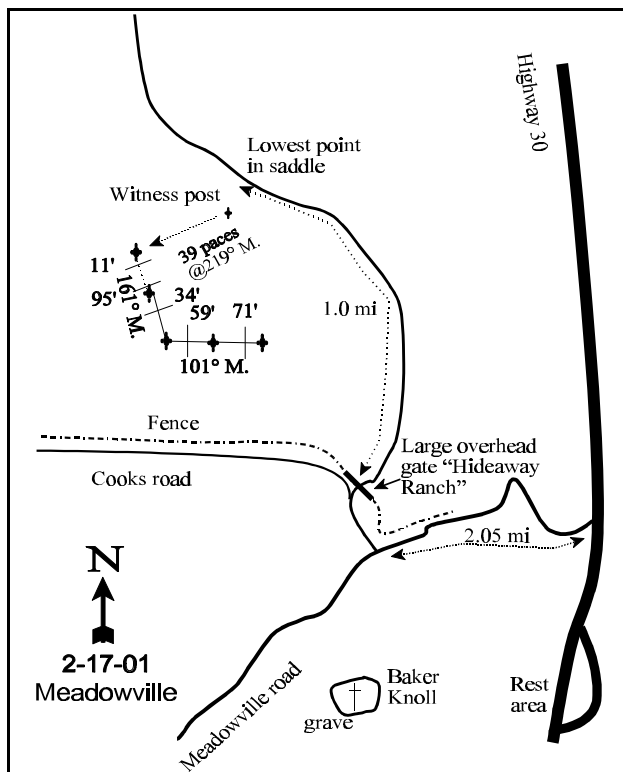 Highway 30
Lowest point
in saddle
Witness post
39 paces
@219° M.
11'
161° M.
95'
34'
59'
71'
101° M.
1.0 mi
Fence
Cooks road
Large overhead
gate “Hideaway
Ranch”
2.05 mi
N
2-17-01
Meadowville
Meadowville road
Baker
Knoll
grave
Rest
area